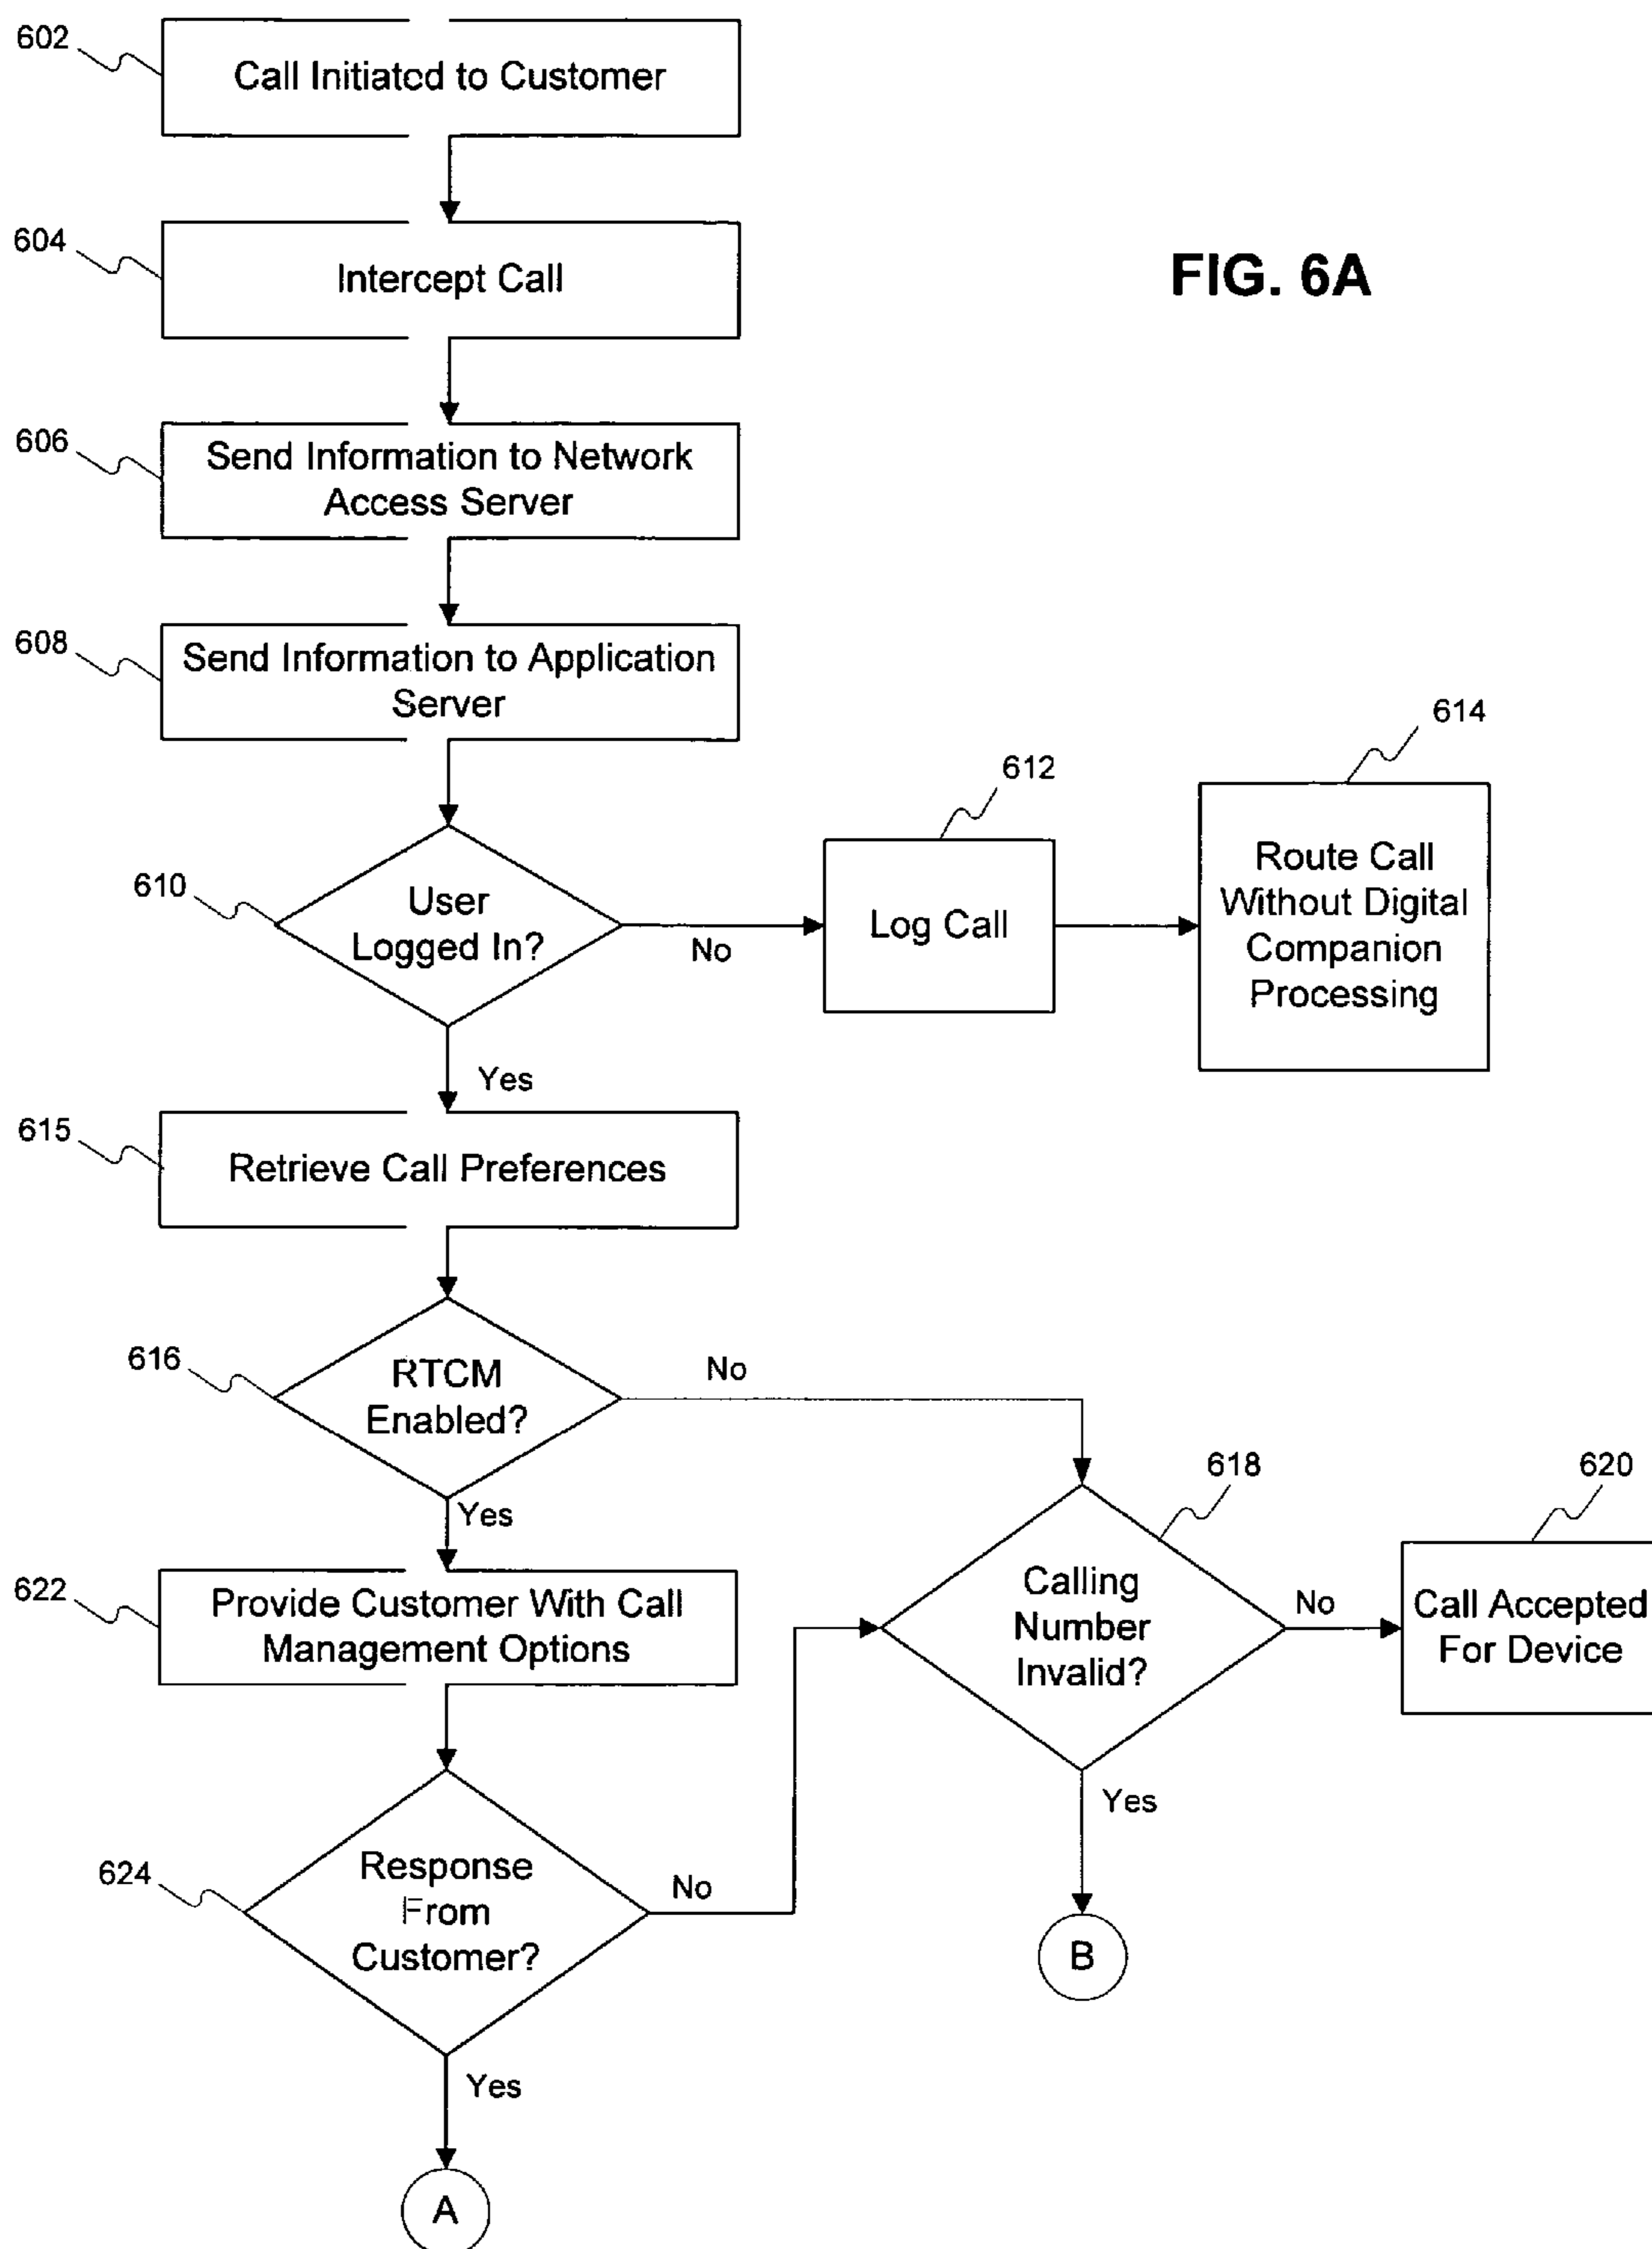 602
Call Initiated to Customer
604
Intercept Call
FIG. 6A
606
Send Information to Network
Access Server
608
Send Information to Application
Server
614
612
Route Call
Without Digital
Companion
Processing
610
User
Logged In?
No
Log Call
Yes
615
Retrieve Call Preferences
616
RTCM
Enabled?
No
Yes
618
620
622
Provide Customer With Call
Management Options
Calling
Number
Invalid?
No
Call Accepted
For Device
Yes
624
Response
From
Customer?
No
B
Yes
A